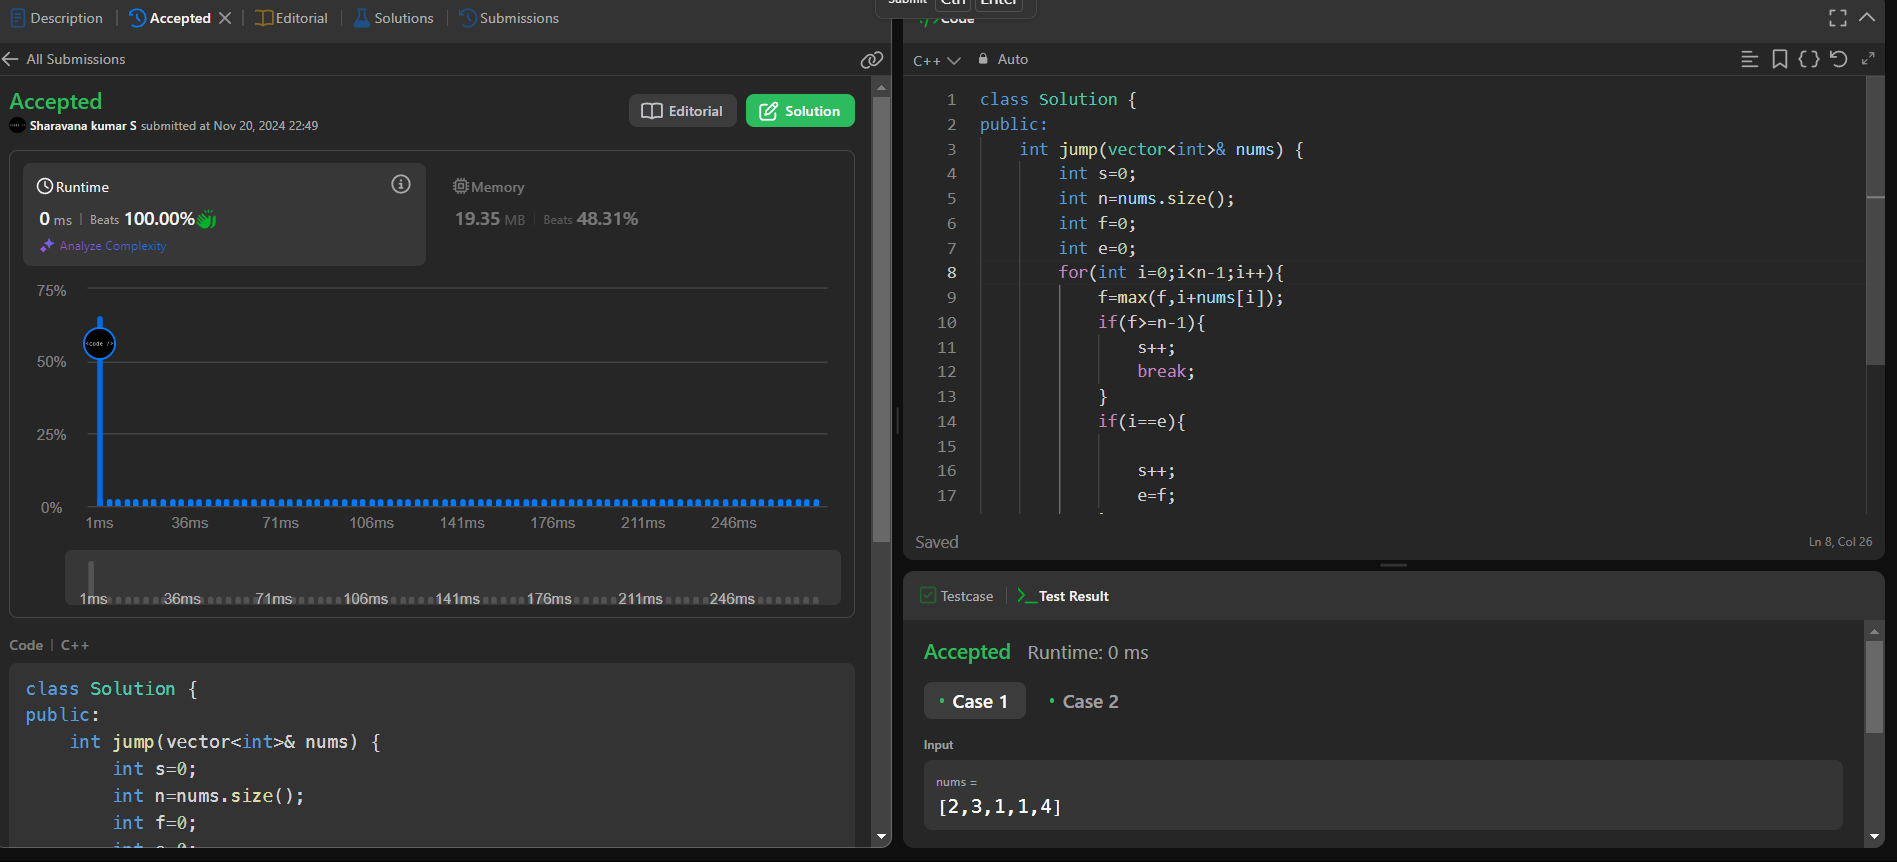 Description
Accepted
Editorial
Solutions
Submissions
All Submissions
Accepted
Sharavana kumar S submitted at Nov 20, 2024 22:49
Editorial
Solution
Runtime
0 ms | Beats 100.00%
Analyze Complexity
Memory
19.35 MB | Beats 48.31%
75%
50%
25%
0%
<code />
1ms 36ms 71ms 106ms 141ms 176ms 211ms 246ms
1ms 36ms 71ms 106ms 141ms 176ms 211ms 246ms
Code | C++
class Solution {
public:
    int jump(vector<int>& nums) {
        int s=0;
        int n=nums.size();
        int f=0;
        int e=0;
Submit Ctrl Enter
</>Code
C++ Auto
1 class Solution {
2 public:
3     int jump(vector<int>& nums) {
4         int s=0;
5         int n=nums.size();
6         int f=0;
7         int e=0;
8         for(int i=0;i<n-1;i++){
9             f=max(f,i+nums[i]);
10             if(f>=n-1){
11                 s++;
12                 break;
13             }
14             if(i==e){
15
16                 s++;
17                 e=f;
Saved
Ln 8, Col 26
Testcase
>_Test Result
Accepted Runtime: 0 ms
• Case 1
• Case 2
Input
nums =
[2,3,1,1,4]